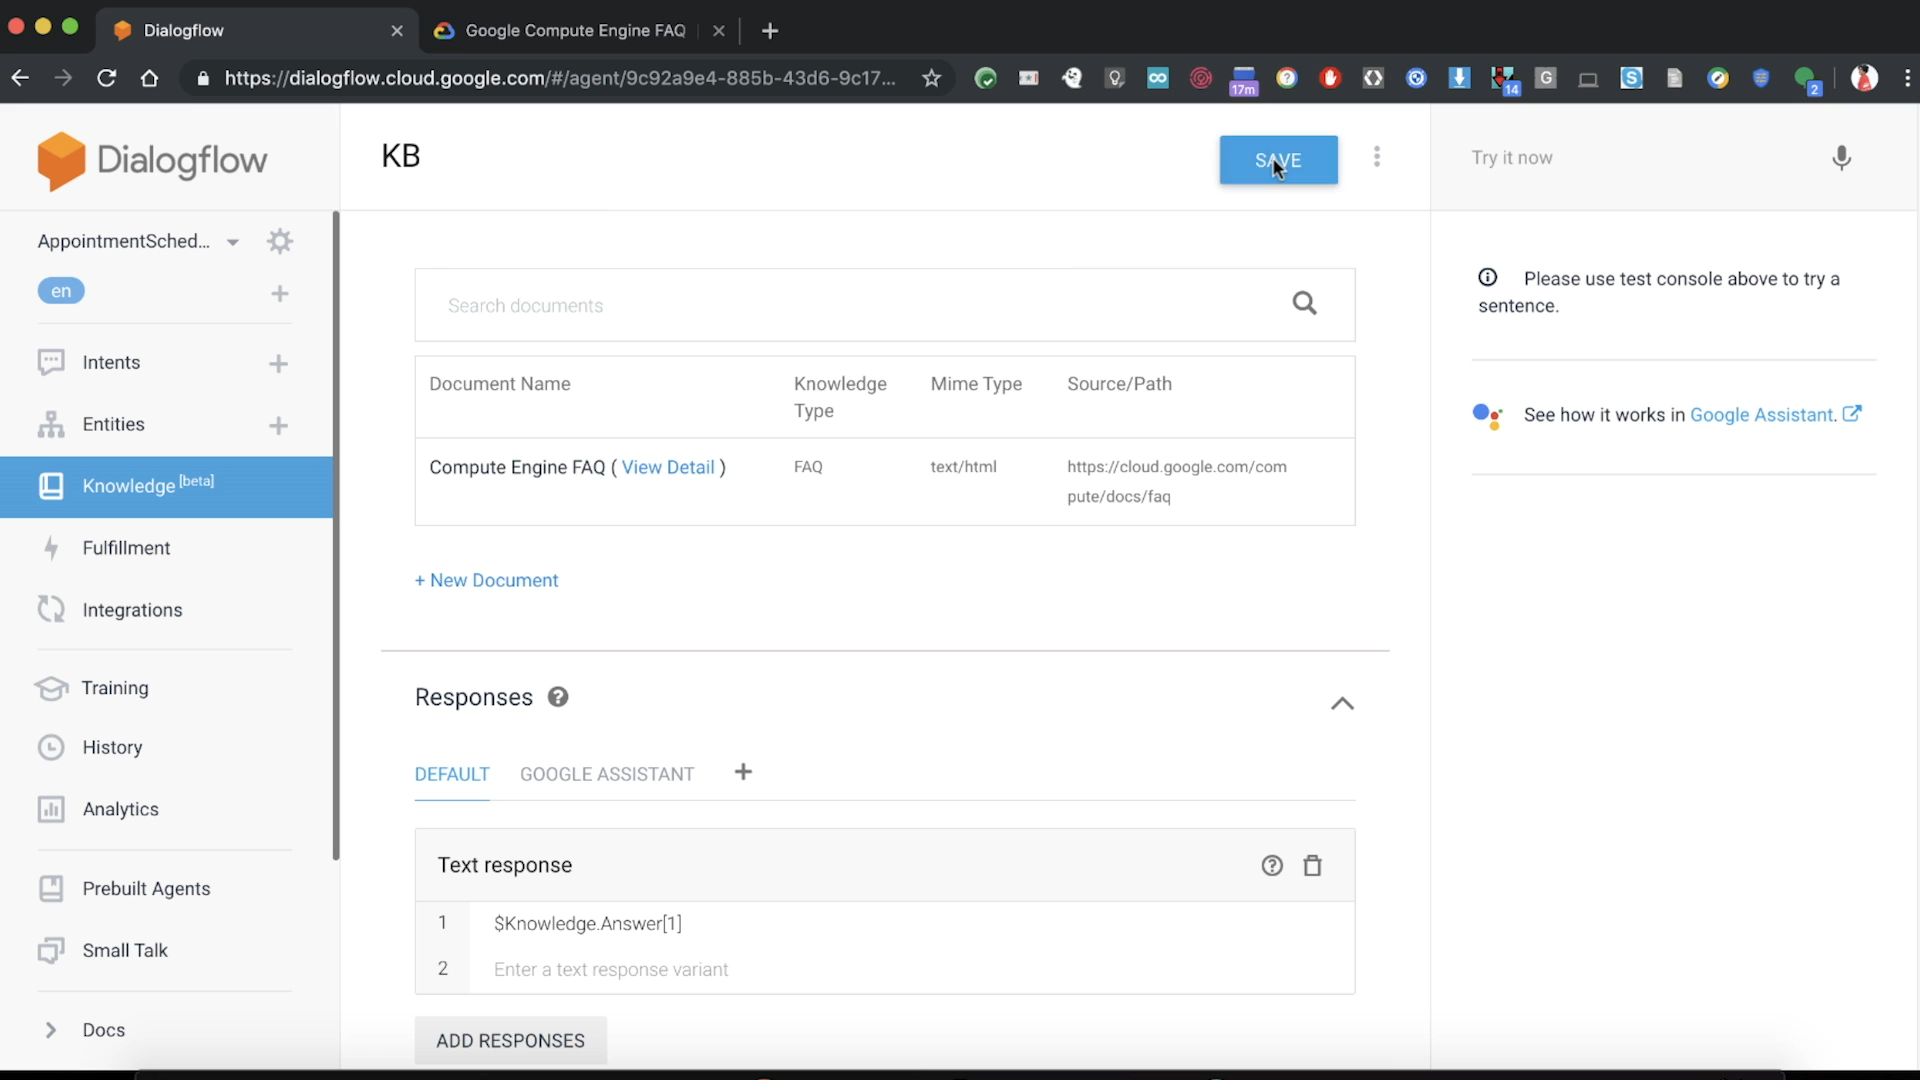 Dialogflow
Google Compute Engine FAQ
https://dialogflow.cloud.google.com/#/agent/9c92a9e4-885b-43d6-9c17...
17m
14
G
S
2
Dialogflow
KB
SAVE
Try it now
AppointmentSched...
en
Intents
Entities
Knowledge [beta]
Fulfillment
Integrations
Training
History
Analytics
Prebuilt Agents
Small Talk
Docs
Search documents
Document Name
Knowledge
Type
Mime Type
Source/Path
Compute Engine FAQ ( View Detail )
FAQ
text/html
https://cloud.google.com/com
pute/docs/faq
+ New Document
Responses
DEFAULT
GOOGLE ASSISTANT
Text response
1
$Knowledge.Answer[1]
2
Enter a text response variant
ADD RESPONSES
Please use test console above to try a
sentence.
See how it works in Google Assistant.